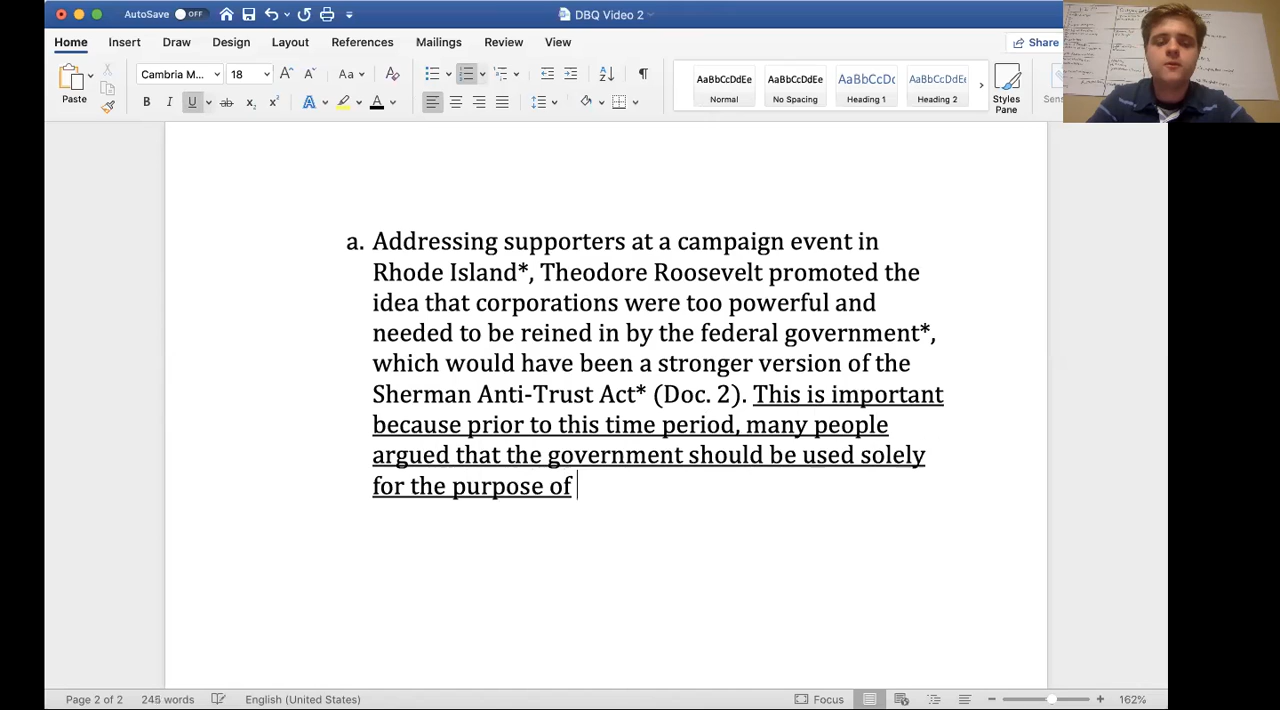 AutoSave OFF
DBQ Video 2
Home Insert Draw Design Layout References Mailings Review View Share
Paste
Cambria M... 18 Aa
B I U ab x₂ x² A A
AaBbCcDdEe AaBbCcDdEe AaBbCcDc AaBbCcDdEe
Normal No Spacing Heading 1 Heading 2
Styles
Pane
a. Addressing supporters at a campaign event in
Rhode Island*, Theodore Roosevelt promoted the
idea that corporations were too powerful and
needed to be reined in by the federal government*,
which would have been a stronger version of the
Sherman Anti-Trust Act* (Doc. 2). This is important
because prior to this time period, many people
argued that the government should be used solely
for the purpose of
Page 2 of 2 245 words English (United States) Focus 162%